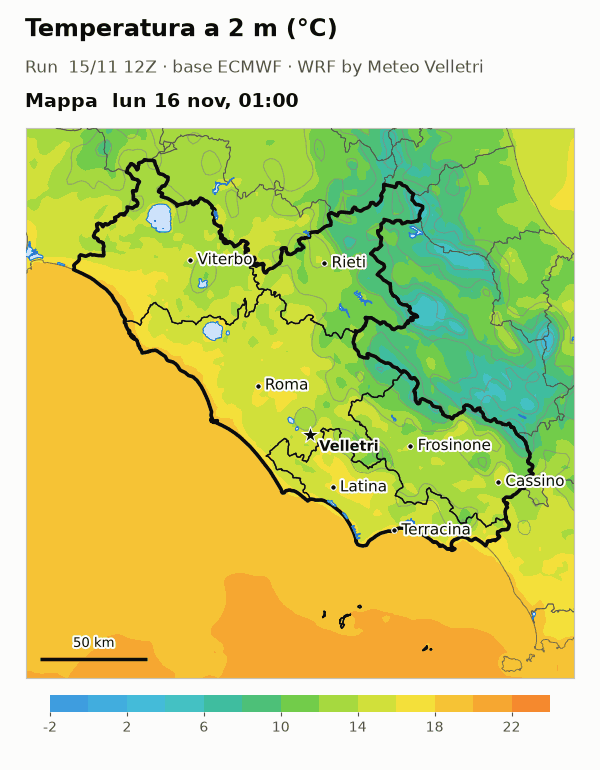 Temperatura a 2 m (°C)
Run 15/11 12Z · base ECMWF · WRF by Meteo Velletri
Mappa lun 16 nov, 01:00
Viterbo
Rieti
Roma
Velletri
Frosinone
Latina
Cassino
Terracina
50 km
-2 2 6 10 14 18 22